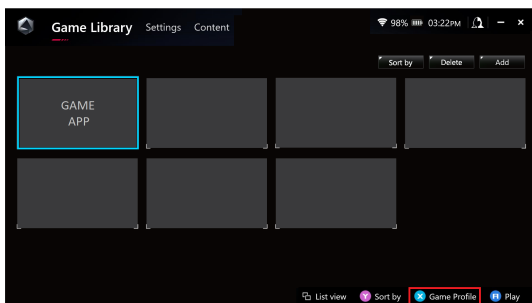 Game Library Settings Content 98% 03:22PM
Sort by Delete Add
GAME
APP
List view Y Sort by X Game Profile Play